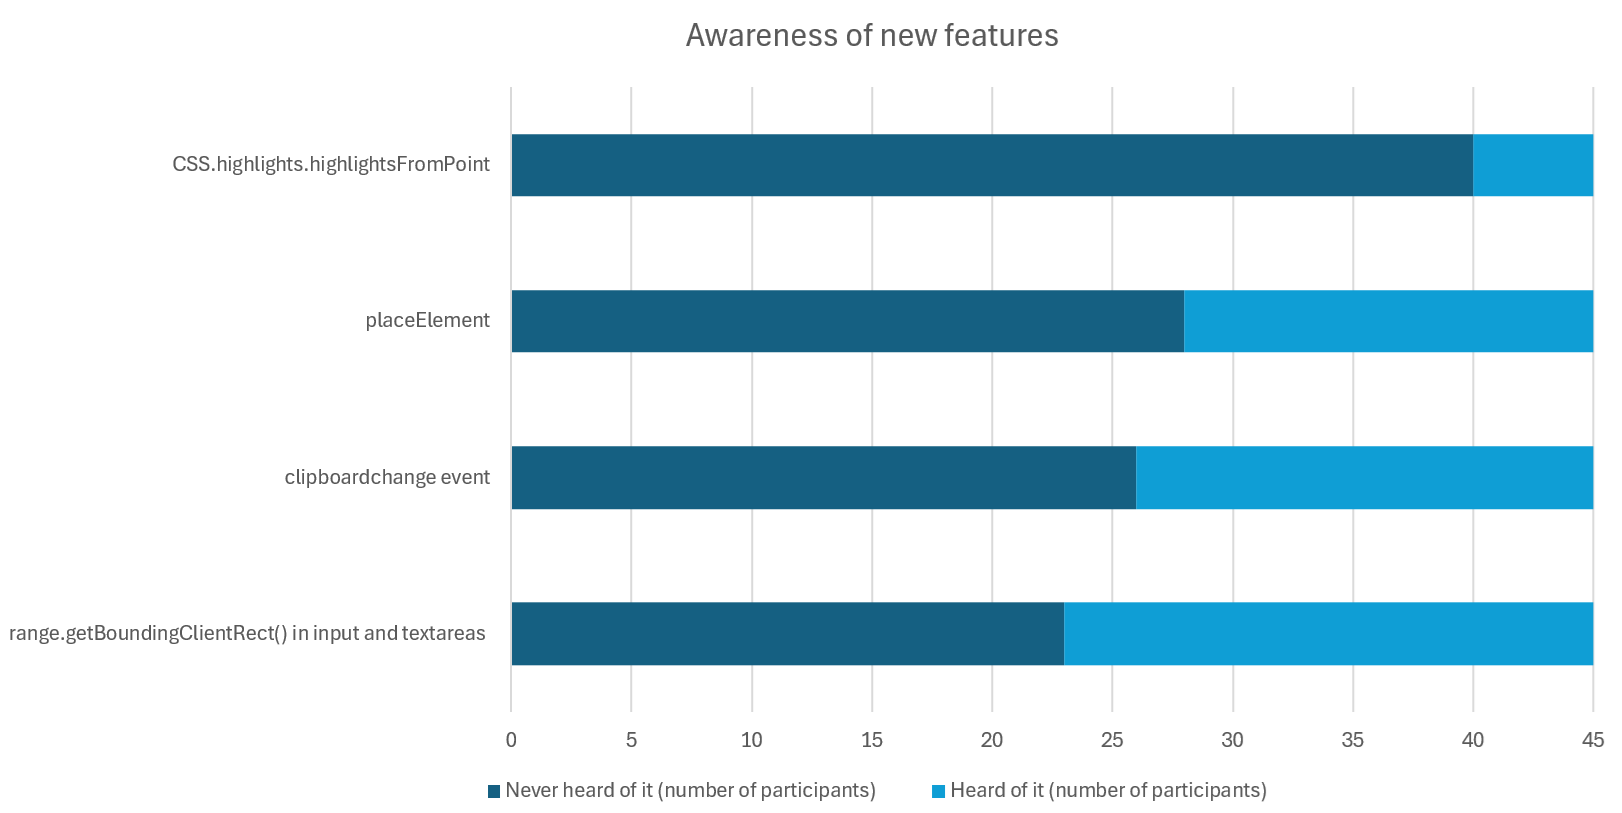 Awareness of new features
CSS.highlights.highlightsFromPoint
placeElement
clipboardchange event
range.getBoundingClientRect() in input and textareas
0 5 10 15 20 25 30 35 40 45
Never heard of it (number of participants) Heard of it (number of participants)